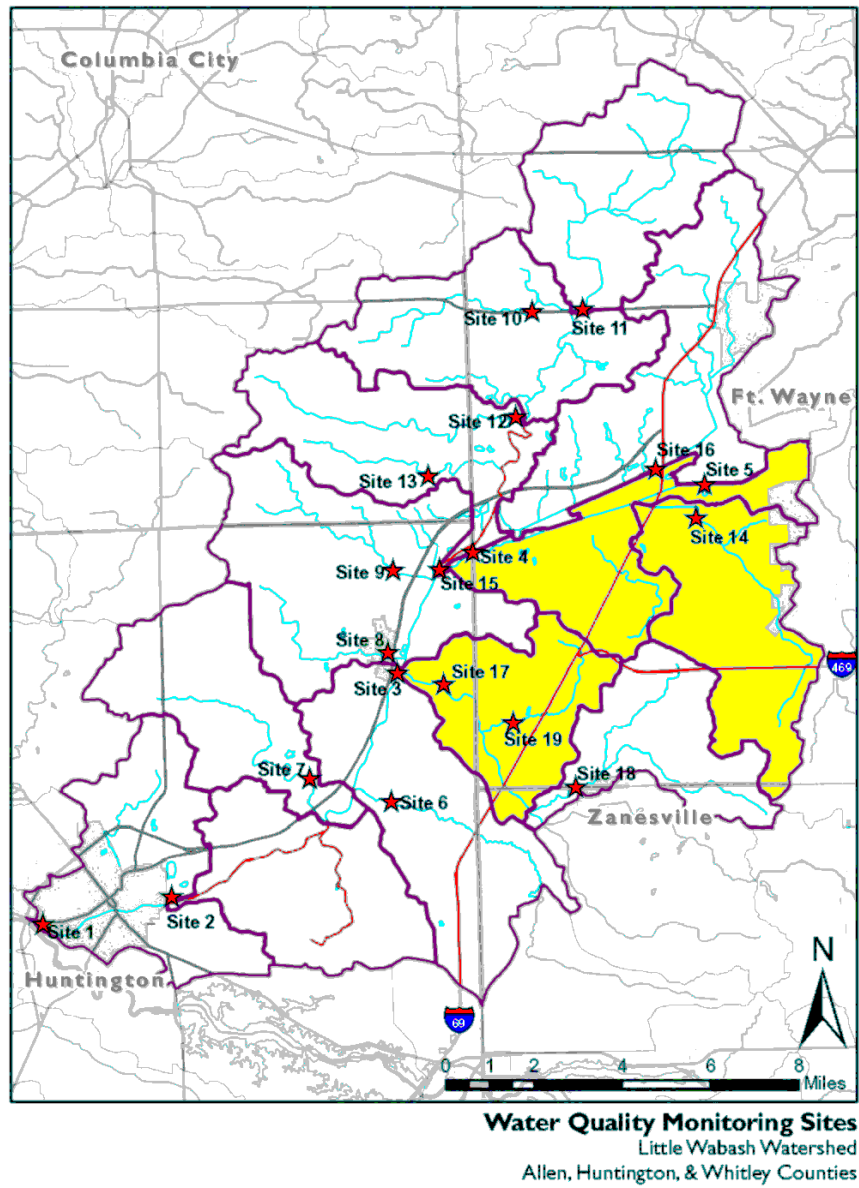 Columbia City
Site 10
Site 11
Ft. Wayne
Site 12
Site 16
Site 13
Site 5
Site 14
Site 4
Site 9
Site 15
Site 8
Site 17
Site 3
469
Site 19
Site 7
Site 18
Site 6
Zanesville
Site 2
Site 1
Huntington
N
69
0 1 2 4 6 8
Miles
Water Quality Monitoring Sites
Little Wabash Watershed
Allen, Huntington, & Whitley Counties